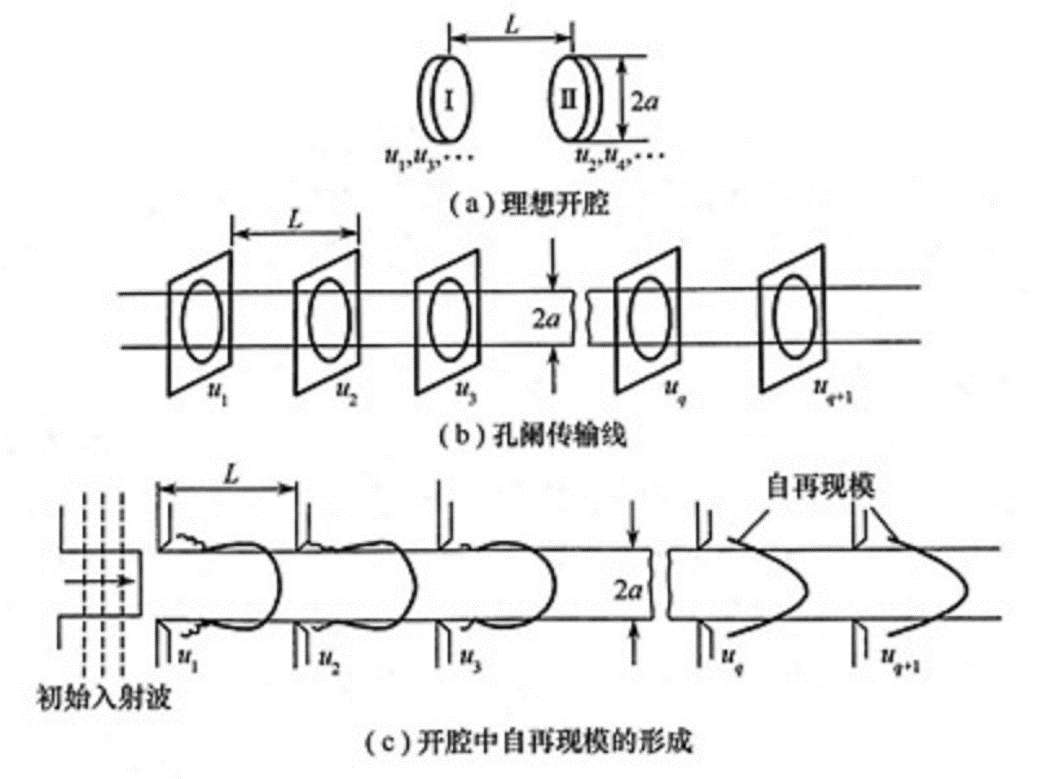 L
I
II
2a
u₁,u₃,⋯
u₂,u₄,⋯
(a)理想开腔
L
2a
u₁
u₂
u₃
u_q
u_{q+1}
(b)孔阑传输线
自再现模
L
2a
u₁
u₂
u₃
u_q
u_{q+1}
初始入射波
(c)开腔中自再现模的形成